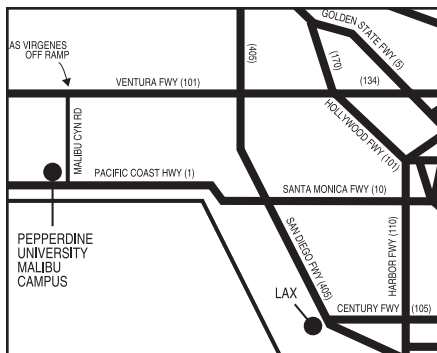 GOLDEN STATE FWY (5)
AS VIRGENES
OFF RAMP
(405)
(170)
(134)
VENTURA FWY (101)
HOLLYWOOD FWY (101)
MALIBU CYN RD
PACIFIC COAST HWY (1)
SANTA MONICA FWY (10)
PEPPERDINE
UNIVERSITY
MALIBU
CAMPUS
SAN DIEGO FWY (405)
HARBOR FWY (110)
LAX
CENTURY FWY (105)